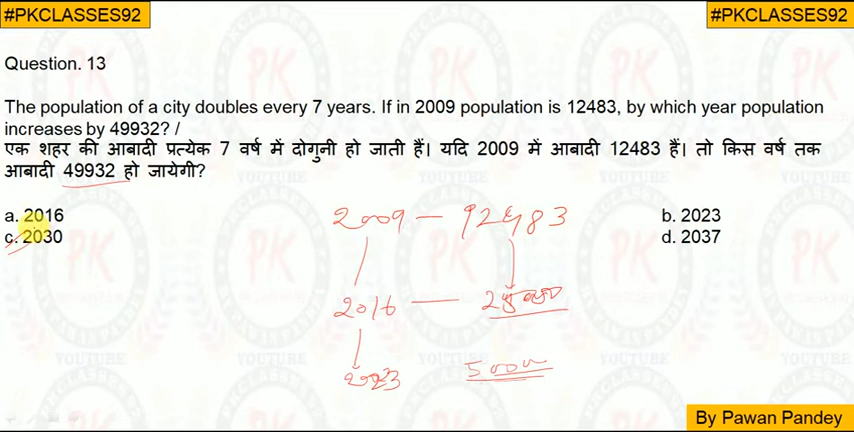 #PKCLASSES92
#PKCLASSES92
Question. 13
The population of a city doubles every 7 years. If in 2009 population is 12483, by which year population
increases by 49932? /
एक शहर की आबादी प्रत्येक 7 वर्ष में दोगुनी हो जाती हैं। यदि 2009 में आबादी 12483 हैं। तो किस वर्ष तक
आबादी 49932 हो जायेगी?
a. 2016
b. 2023
c. 2030
d. 2037
2009 — 12483
2016 —
2023 5000
By Pawan Pandey